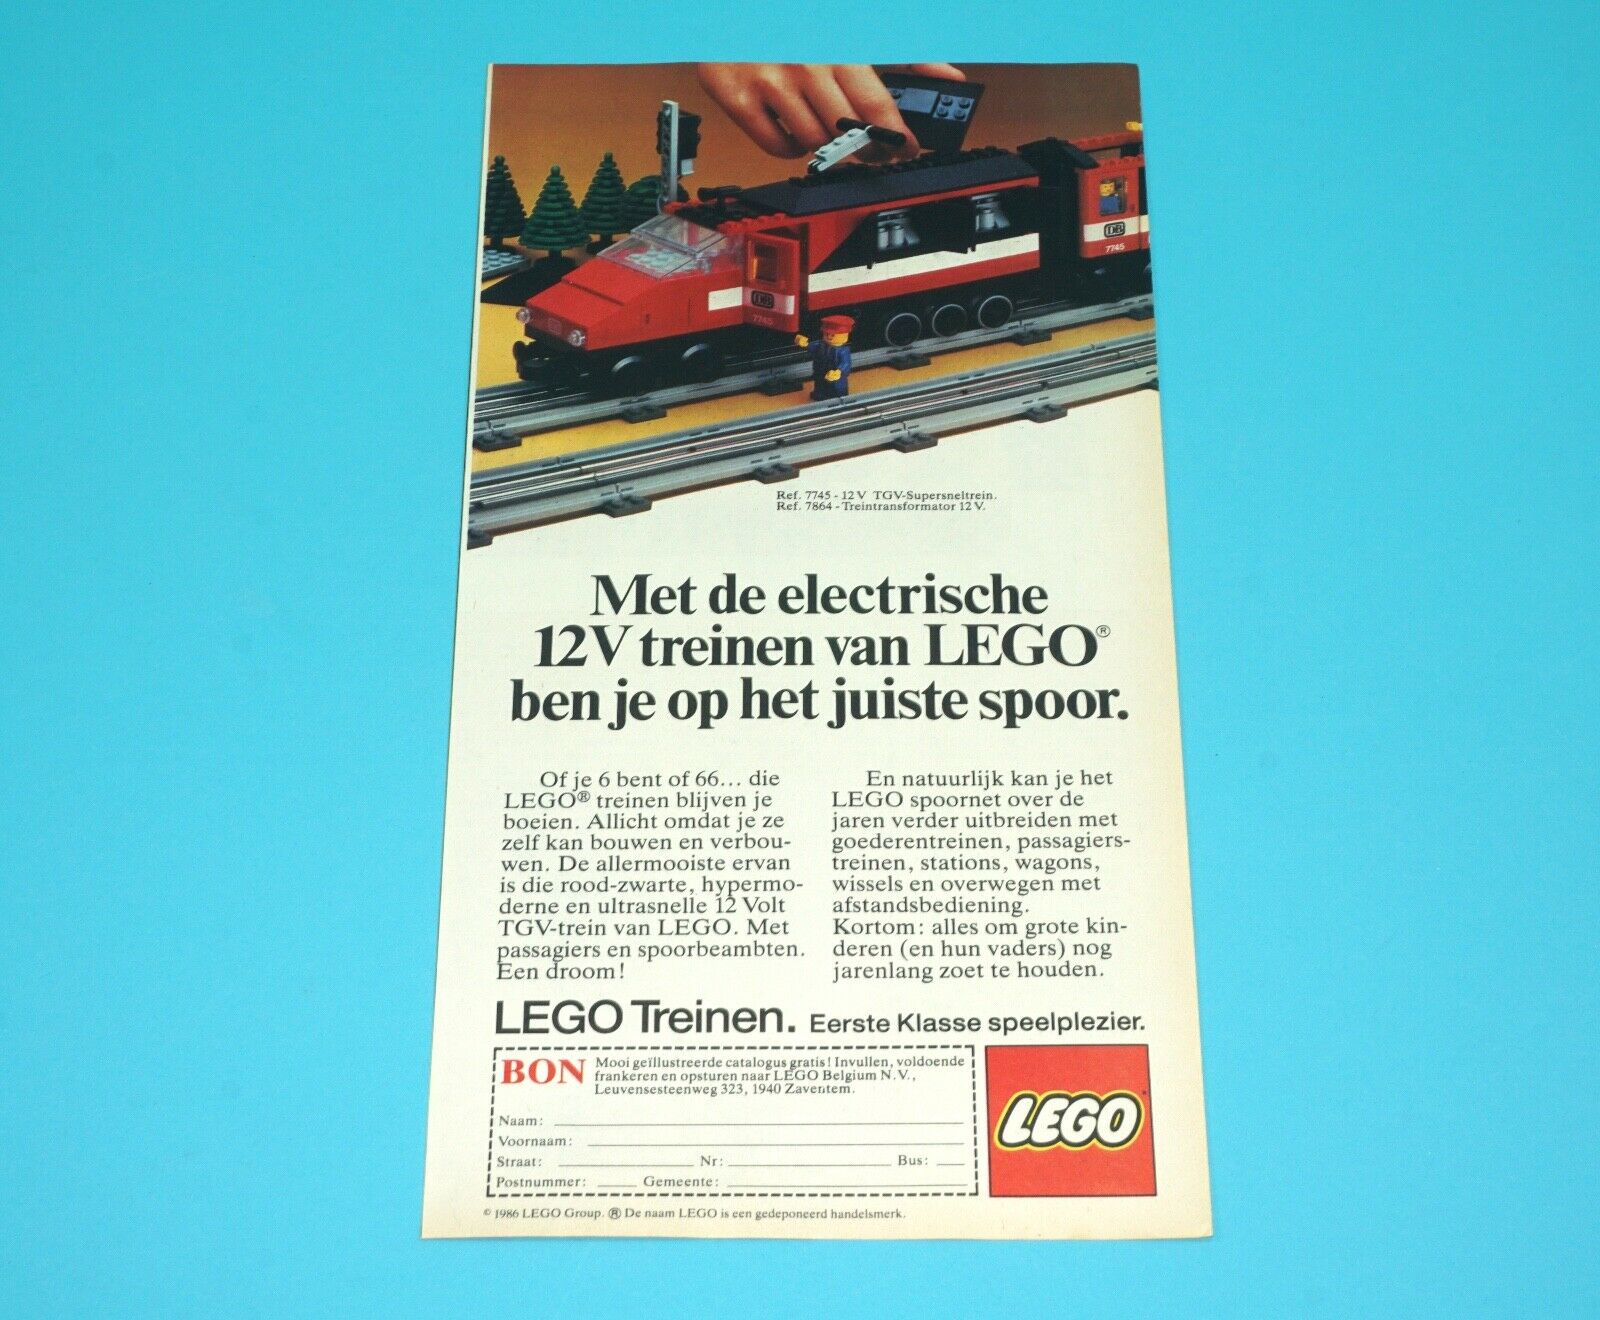 DB
7745
DB
7745
Ref. 7745 - 12 V TGV-Supersneltrein.
Ref. 7864 - Treintransformator 12 V.
Met de electrische
12V treinen van LEGO®
ben je op het juiste spoor.
Of je 6 bent of 66... die
LEGO® treinen blijven je
boeien. Allicht omdat je ze
zelf kan bouwen en verbou-
wen. De allermooiste ervan
is die rood-zwarte, hypermo-
derne en ultrasnelle 12 Volt
TGV-trein van LEGO. Met
passagiers en spoorbeambten.
Een droom!
En natuurlijk kan je het
LEGO spoornet over de
jaren verder uitbreiden met
goederentreinen, passagiers-
treinen, stations, wagons,
wissels en overwegen met
afstandsbediening.
Kortom: alles om grote kin-
deren (en hun vaders) nog
jarenlang zoet te houden.
LEGO Treinen. Eerste Klasse speelplezier.
BON Mooi geïllustreerde catalogus gratis! Invullen, voldoende
frankeren en opsturen naar LEGO Belgium N.V.,
Leuvensesteenweg 323, 1940 Zaventem.
Naam:
Voornaam:
Straat: Nr: Bus:
Postnummer: Gemeente:
LEGO
© 1986 LEGO Group. ® De naam LEGO is een gedeponeerd handelsmerk.